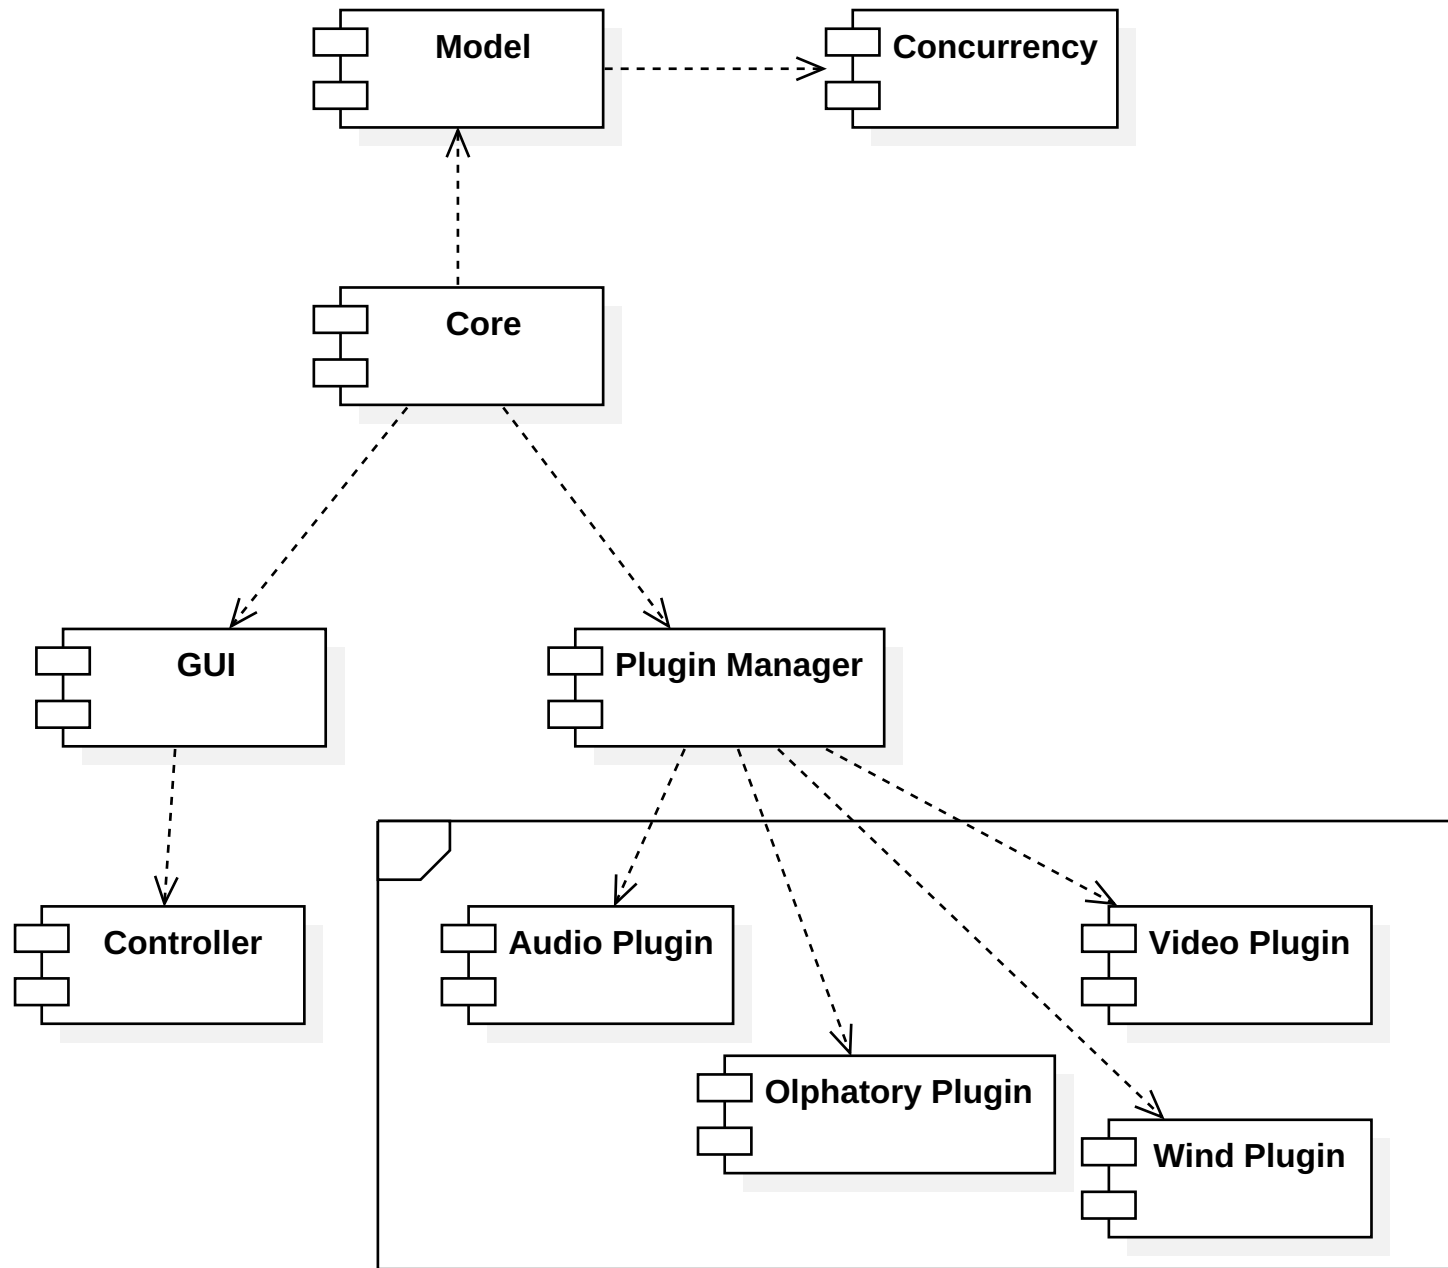 Model
Concurrency
Core
GUI
Plugin Manager
Controller
Audio Plugin
Video Plugin
Olphatory Plugin
Wind Plugin